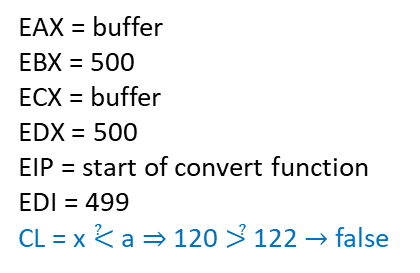 EAX = buffer
EBX = 500
ECX = buffer
EDX = 500
EIP = start of convert function
EDI = 499
CL = x <? a ⇒ 120 >? 122 → false